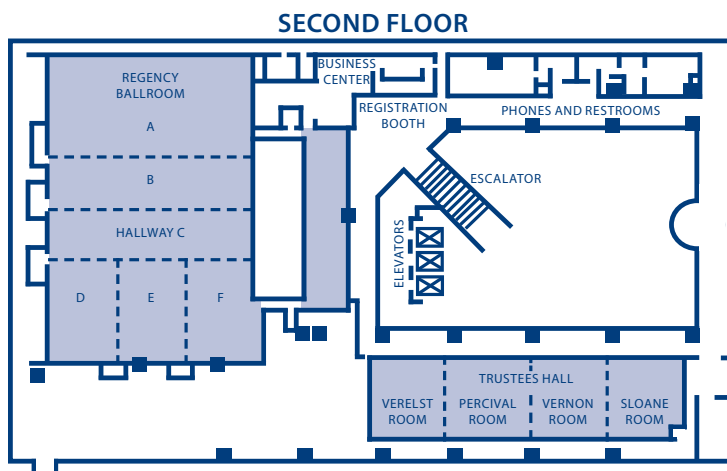 SECOND FLOOR
REGENCY
BALLROOM
A
B
HALLWAY C
D
E
F
BUSINESS
CENTER
REGISTRATION
BOOTH
PHONES AND RESTROOMS
ESCALATOR
ELEVATORS
TRUSTEES HALL
VERELST
ROOM
PERCIVAL
ROOM
VERNON
ROOM
SLOANE
ROOM